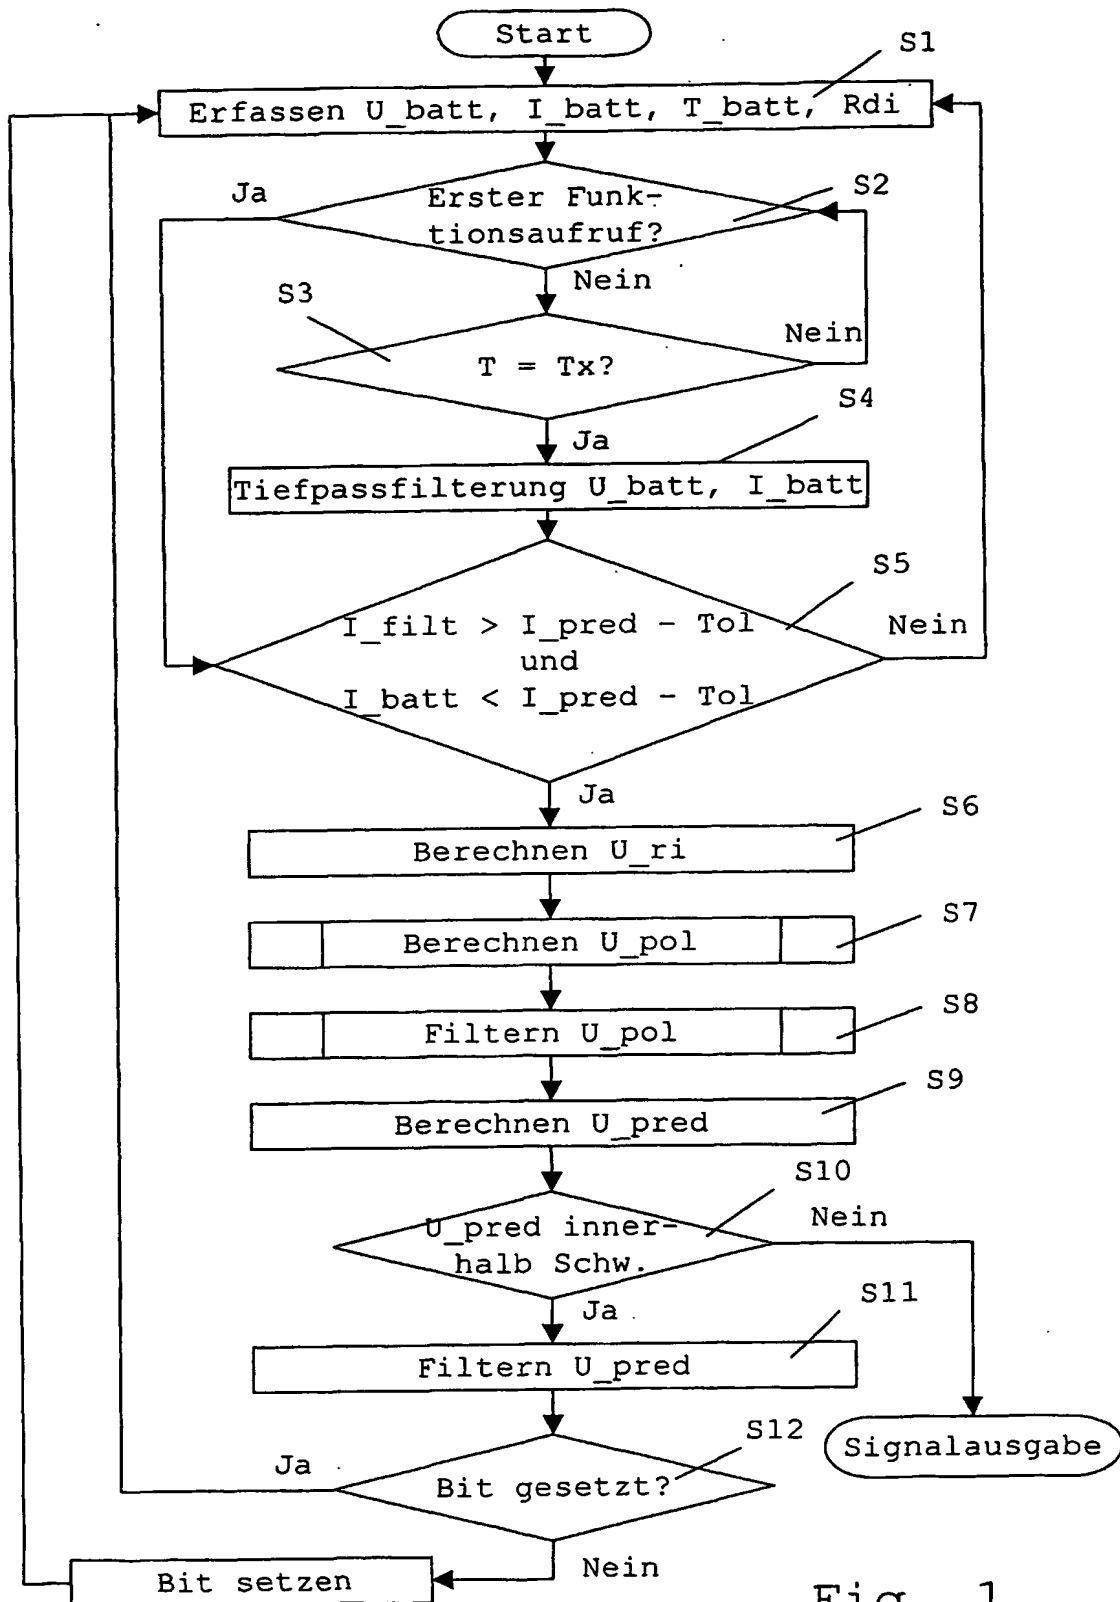 Start
S1
Erfassen U_batt, I_batt, T_batt, Rdi
Ja
S2
Erster Funk-
tionsaufruf?
Nein
S3
Nein
T = Tx?
S4
Ja
Tiefpassfilterung U_batt, I_batt
S5
I_filt > I_pred - Tol
Nein
und
I_batt < I_pred - Tol
Ja
S6
Berechnen U_ri
S7
Berechnen U_pol
S8
Filtern U_pol
S9
Berechnen U_pred
S10
U_pred inner-
halb Schw.
Nein
Ja
S11
Filtern U_pred
S12
Signalausgabe
Ja
Bit gesetzt?
Nein
Bit setzen
Fig. 1